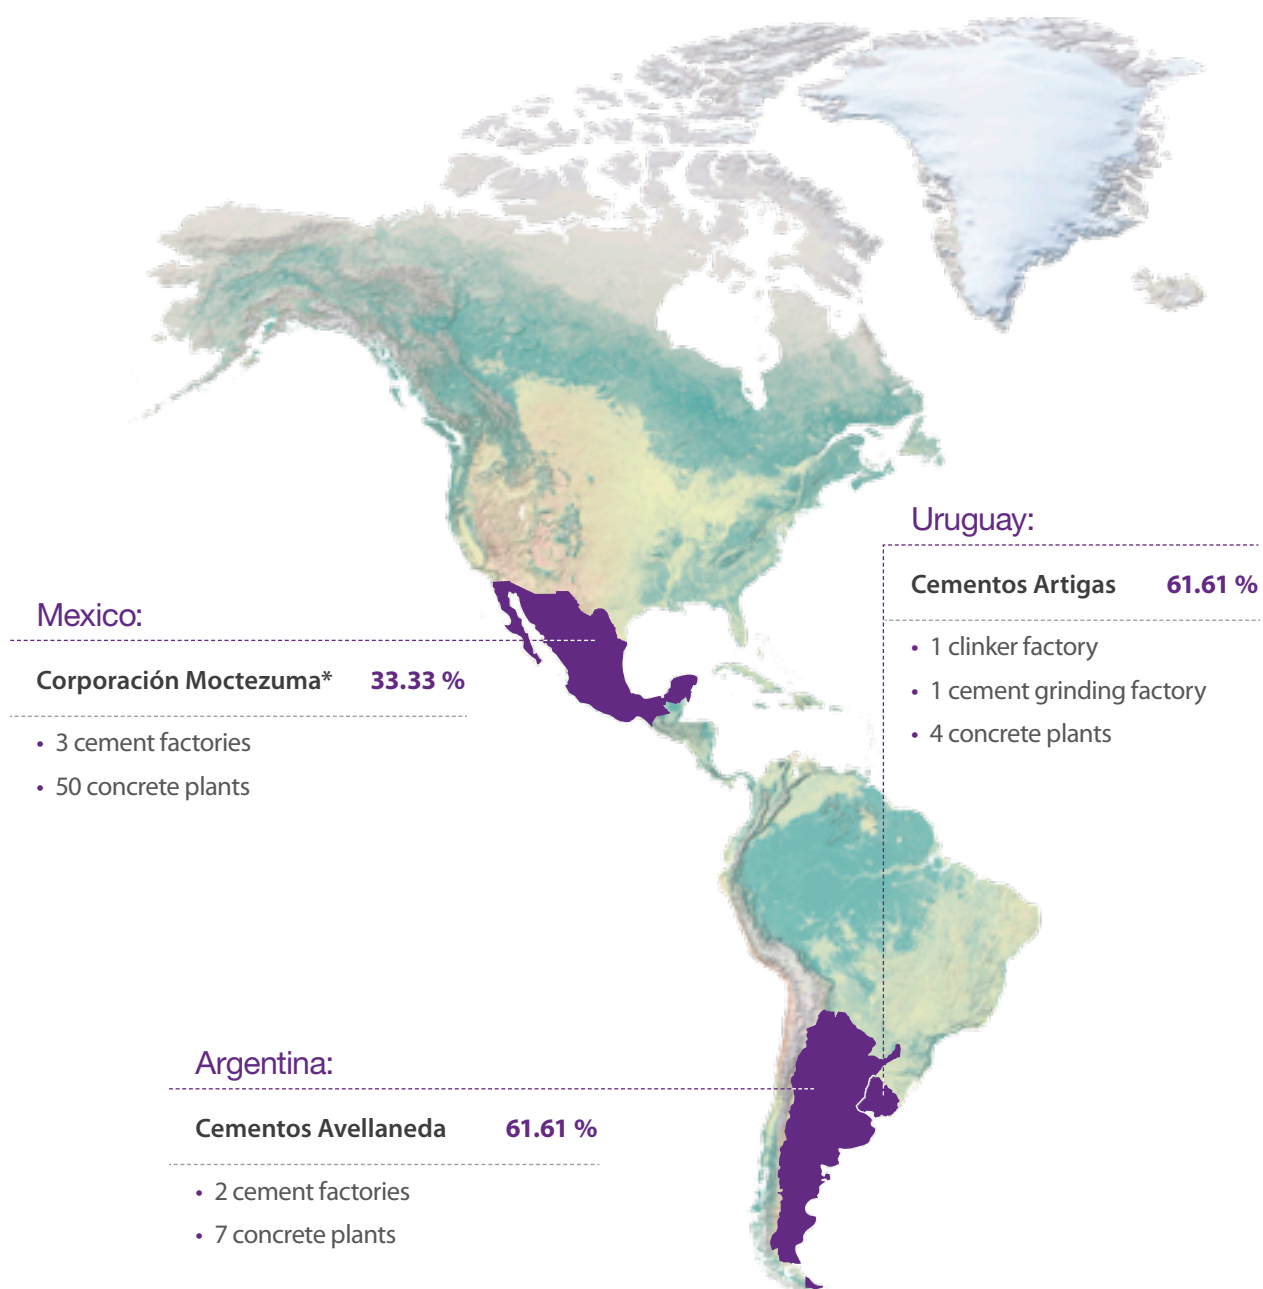 Uruguay:
Cementos Artigas 61.61 %
• 1 clinker factory
• 1 cement grinding factory
• 4 concrete plants
Mexico:
Corporación Moctezuma* 33.33 %
• 3 cement factories
• 50 concrete plants
Argentina:
Cementos Avellaneda 61.61 %
• 2 cement factories
• 7 concrete plants